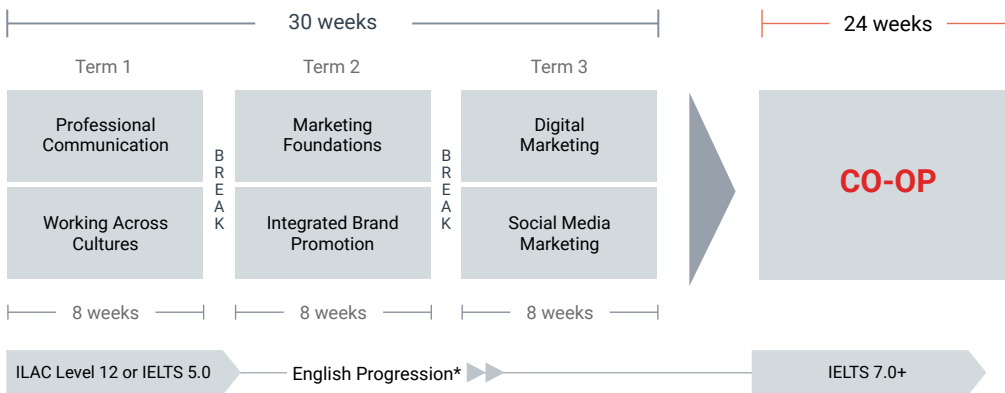 30 weeks
24 weeks
Term 1
Term 2
Term 3
Professional
Communication
Working Across
Cultures
BREAK
Marketing
Foundations
Integrated Brand
Promotion
BREAK
Digital
Marketing
Social Media
Marketing
CO-OP
8 weeks
8 weeks
8 weeks
ILAC Level 12 or IELTS 5.0
English Progression*
IELTS 7.0+